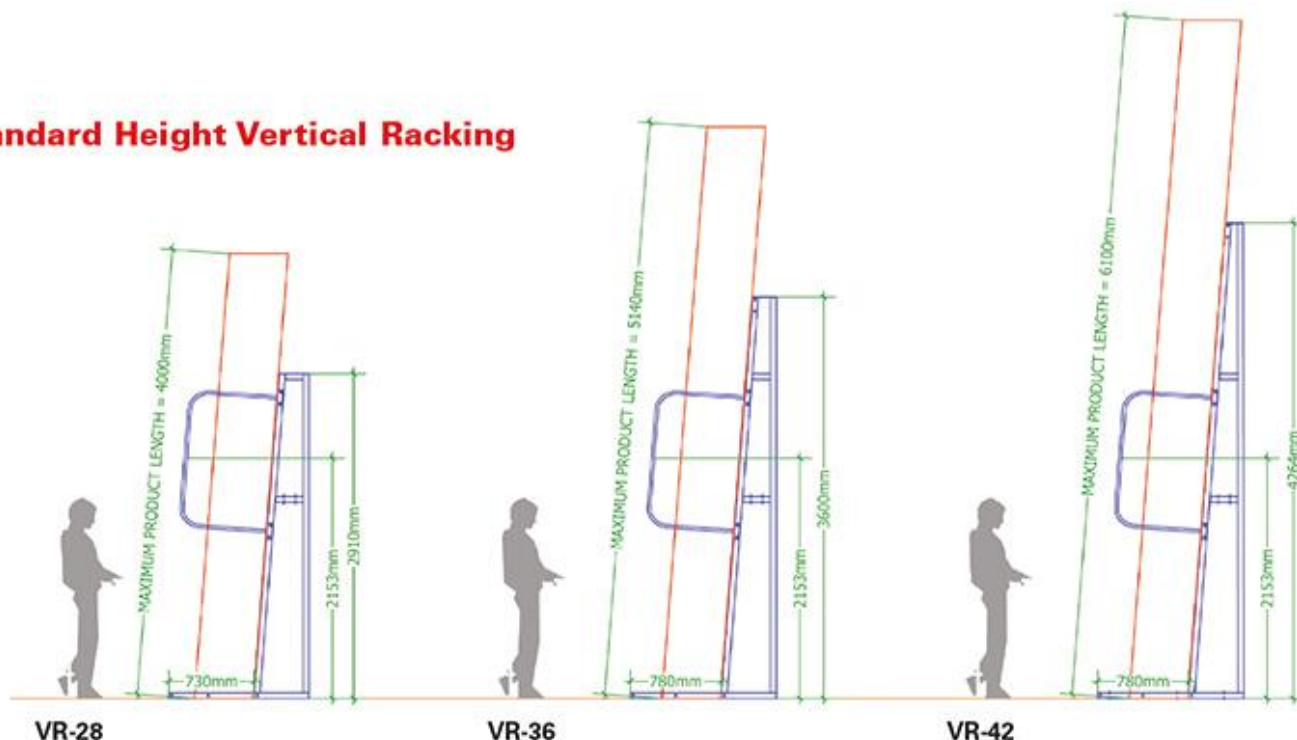 andard Height Vertical Racking
MAXIMUM PRODUCT LENGTH = 4000mm
2910mm
2153mm
730mm
VR-28
MAXIMUM PRODUCT LENGTH = 5140mm
3600mm
2153mm
780mm
VR-36
MAXIMUM PRODUCT LENGTH = 6100mm
4264mm
2153mm
780mm
VR-42